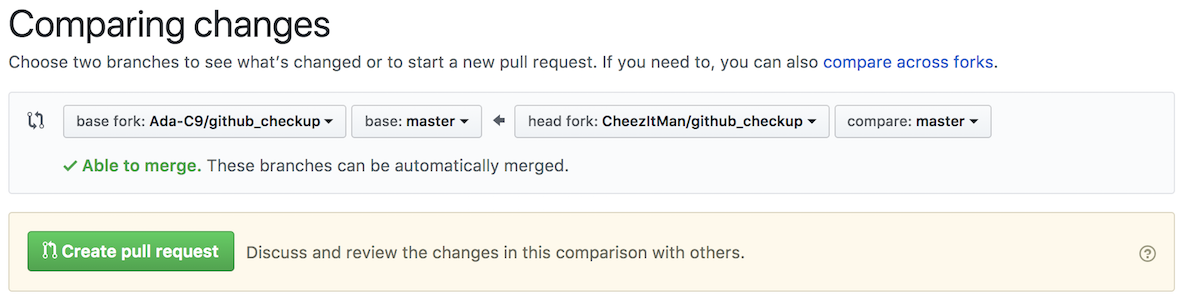 Comparing changes
Choose two branches to see what's changed or to start a new pull request. If you need to, you can also compare across forks.
base fork: Ada-C9/github_checkup base: master head fork: CheezItMan/github_checkup compare: master
Able to merge. These branches can be automatically merged.
Create pull request Discuss and review the changes in this comparison with others. ?